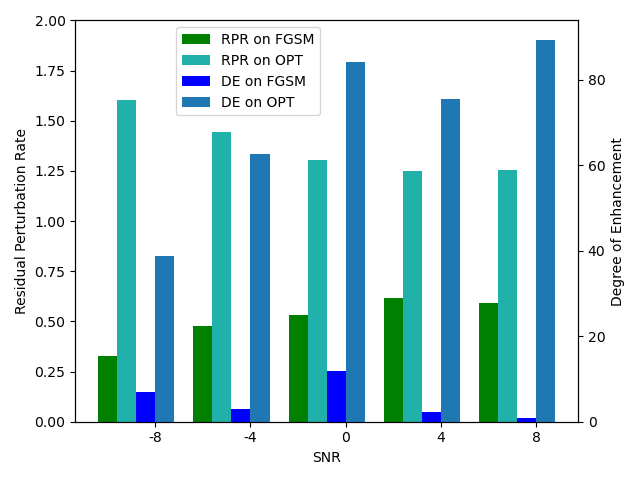 RPR on FGSM
RPR on OPT
DE on FGSM
DE on OPT
Residual Perturbation Rate
2.00
1.75
1.50
1.25
1.00
0.75
0.50
0.25
0.00
Degree of Enhancement
80
60
40
20
0
-8
-4
0
4
8
SNR